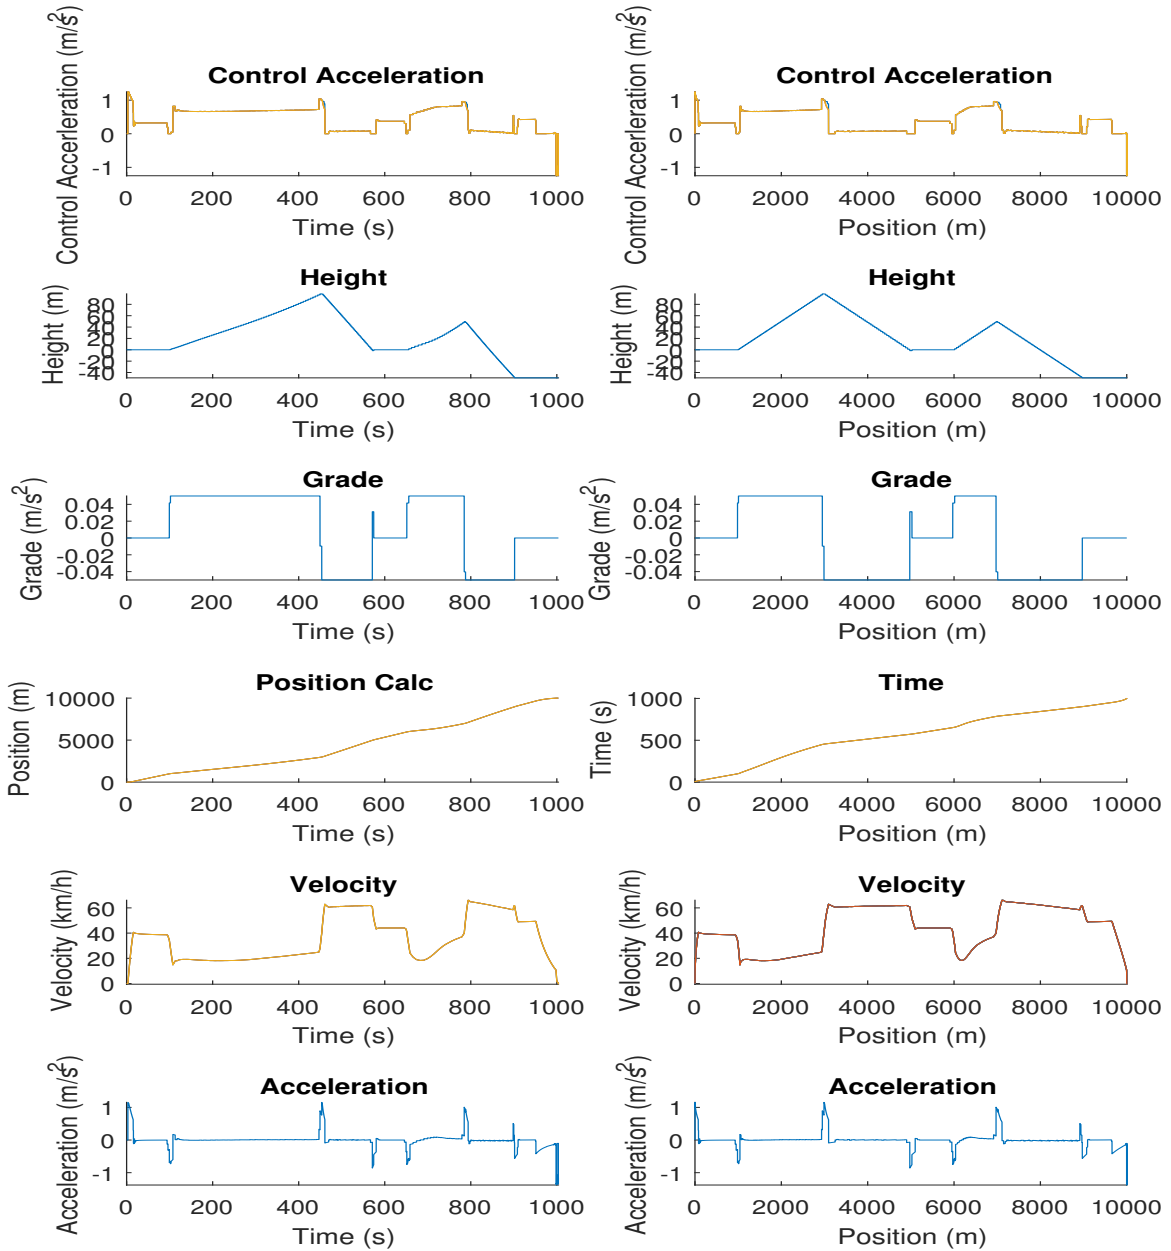 Control Acceleration
Control Accerleration (m/s²)
1
0
-1
0 200 400 600 800 1000
Time (s)
Control Acceleration
Control Accerleration (m/s²)
1
0
-1
0 2000 4000 6000 8000 10000
Position (m)
Height
Height (m)
80
40
20
0
-20
-40
0 200 400 600 800 1000
Time (s)
Height
Height (m)
80
40
20
0
-20
-40
0 2000 4000 6000 8000 10000
Position (m)
Grade
Grade (m/s²)
0.04
0.02
0
-0.02
-0.04
0 200 400 600 800 1000
Time (s)
Grade
Grade (m/s²)
0.04
0.02
0
-0.02
-0.04
0 2000 4000 6000 8000 10000
Position (m)
Position Calc
Position (m)
10000
5000
0
0 200 400 600 800 1000
Time (s)
Time
Time (s)
1000
500
0
0 2000 4000 6000 8000 10000
Position (m)
Velocity
Velocity (km/h)
60
40
20
0
0 200 400 600 800 1000
Time (s)
Velocity
Velocity (km/h)
60
40
20
0
0 2000 4000 6000 8000 10000
Position (m)
Acceleration
Acceleration (m/s²)
1
0
-1
0 200 400 600 800 1000
Time (s)
Acceleration
Acceleration (m/s²)
1
0
-1
0 2000 4000 6000 8000 10000
Position (m)